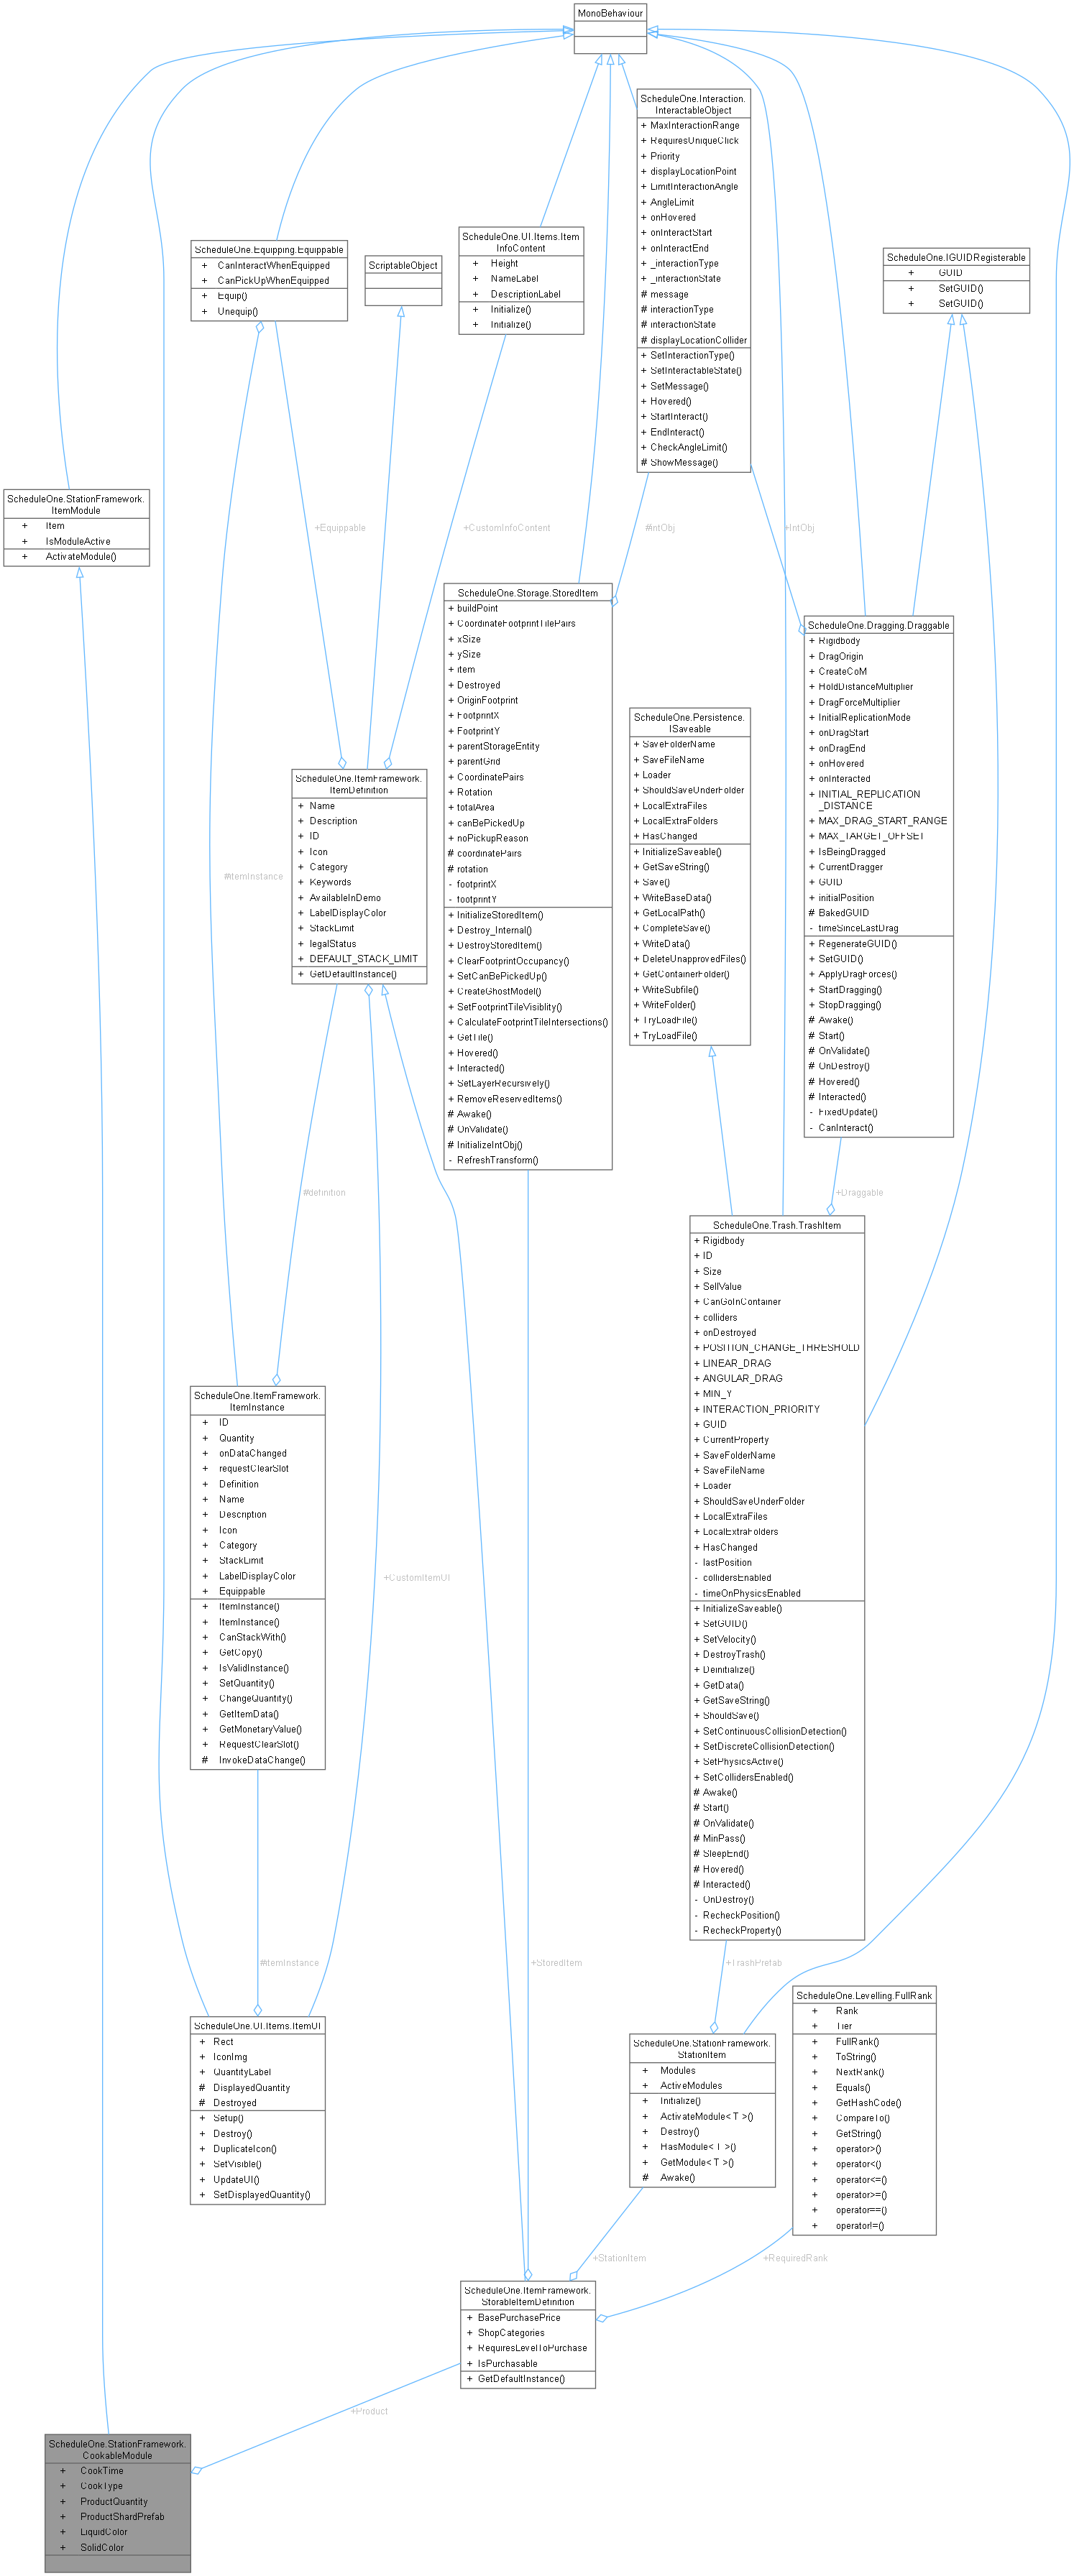 MonoBehaviour
ScheduleOne.Interaction.
InteractableObject
+ MaxInteractionRange
+ RequiresUniqueClick
+ Priority
+ displayLocationPoint
+ LimitInteractionAngle
+ AngleLimit
+ onHovered
+ onInteractStart
+ onInteractEnd
+ _interactionType
+ _interactionState
# message
# interactionType
# interactionState
# displayLocationCollider
+ SetInteractionType()
+ SetInteractableState()
+ SetMessage()
+ Hovered()
+ StartInteract()
+ EndInteract()
+ CheckAngleLimit()
# ShowMessage()
ScheduleOne.UI.Items.Item
InfoContent
+ Height
+ NameLabel
+ DescriptionLabel
+ Initialize()
+ Initialize()
ScheduleOne.Equipping.Equippable
+ CanInteractWhenEquipped
+ CanPickUpWhenEquipped
+ Equip()
+ Unequip()
ScriptableObject
ScheduleOne.IGUIDRegisterable
+ GUID
+ SetGUID()
+ SetGUID()
ScheduleOne.StationFramework.
ItemModule
+ Item
+ IsModuleActive
+ ActivateModule()
+Equippable
+CustomInfoContent
#intObj
+IntObj
ScheduleOne.Storage.StoredItem
+ buildPoint
+ CoordinateFootprintTilePairs
+ xSize
+ ySize
+ item
+ Destroyed
+ OriginFootprint
+ FootprintX
+ FootprintY
+ parentStorageEntity
+ parentGrid
+ CoordinatePairs
+ Rotation
+ totalArea
+ canBePickedUp
+ noPickupReason
# coordinatePairs
# rotation
- footprintX
- footprintY
+ InitializeStoredItem()
+ Destroy_Internal()
+ DestroyStoredItem()
+ ClearFootprintOccupancy()
+ SetCanBePickedUp()
+ CreateGhostModel()
+ SetFootprintTileVisiblity()
+ CalculateFootprintTileIntersections()
+ GetTile()
+ Hovered()
+ Interacted()
+ SetLayerRecursively()
+ RemoveReservedItems()
# Awake()
# OnValidate()
# InitializeIntObj()
- RefreshTransform()
ScheduleOne.Dragging.Draggable
+ Rigidbody
+ DragOrigin
+ CreateCoM
+ HoldDistanceMultiplier
+ DragForceMultiplier
+ InitialReplicationMode
+ onDragStart
+ onDragEnd
+ onHovered
+ onInteracted
+ INITIAL_REPLICATION
_DISTANCE
+ MAX_DRAG_START_RANGE
+ MAX_TARGET_OFFSET
+ IsBeingDragged
+ CurrentDragger
+ GUID
+ initialPosition
# BakedGUID
- timeSinceLastDrag
+ RegenerateGUID()
+ SetGUID()
+ ApplyDragForces()
+ StartDragging()
+ StopDragging()
# Awake()
# Start()
# OnValidate()
# OnDestroy()
# Hovered()
# Interacted()
- FixedUpdate()
- CanInteract()
ScheduleOne.Persistence.
ISaveable
+ SaveFolderName
+ SaveFileName
+ Loader
+ ShouldSaveUnderFolder
+ LocalExtraFiles
+ LocalExtraFolders
+ HasChanged
+ InitializeSaveable()
+ GetSaveString()
+ Save()
+ WriteBaseData()
+ GetLocalPath()
+ CompleteSave()
+ WriteData()
+ DeleteUnapprovedFiles()
+ GetContainerFolder()
+ WriteSubfile()
+ WriteFolder()
+ TryLoadFile()
+ TryLoadFile()
ScheduleOne.ItemFramework.
ItemDefinition
+ Name
+ Description
+ ID
+ Icon
+ Category
+ Keywords
+ AvailableInDemo
+ LabelDisplayColor
+ StackLimit
+ legalStatus
+ DEFAULT_STACK_LIMIT
+ GetDefaultInstance()
#itemInstance
#definition
+Draggable
ScheduleOne.Trash.TrashItem
+ Rigidbody
+ ID
+ Size
+ SellValue
+ CanGoInContainer
+ colliders
+ onDestroyed
+ POSITION_CHANGE_THRESHOLD
+ LINEAR_DRAG
+ ANGULAR_DRAG
+ MIN_Y
+ INTERACTION_PRIORITY
+ GUID
+ CurrentProperty
+ SaveFolderName
+ SaveFileName
+ Loader
+ ShouldSaveUnderFolder
+ LocalExtraFiles
+ LocalExtraFolders
+ HasChanged
- lastPosition
- collidersEnabled
- timeOnPhysicsEnabled
+ InitializeSaveable()
+ SetGUID()
+ SetVelocity()
+ DestroyTrash()
+ Deinitialize()
+ GetData()
+ GetSaveString()
+ ShouldSave()
+ SetContinuousCollisionDetection()
+ SetDiscreteCollisionDetection()
+ SetPhysicsActive()
+ SetCollidersEnabled()
# Awake()
# Start()
# OnValidate()
# MinPass()
# SleepEnd()
# Hovered()
# Interacted()
- OnDestroy()
- RecheckPosition()
- RecheckProperty()
ScheduleOne.ItemFramework.
ItemInstance
+ ID
+ Quantity
+ onDataChanged
+ requestClearSlot
+ Definition
+ Name
+ Description
+ Icon
+ Category
+ StackLimit
+ LabelDisplayColor
+ Equippable
+ ItemInstance()
+ ItemInstance()
+ CanStackWith()
+ GetCopy()
+ IsValidInstance()
+ SetQuantity()
+ ChangeQuantity()
+ GetItemData()
+ GetMonetaryValue()
+ RequestClearSlot()
# InvokeDataChange()
+CustomItemUI
#itemInstance
+StoredItem
+TrashPrefab
ScheduleOne.UI.Items.ItemUI
+ Rect
+ IconImg
+ QuantityLabel
# DisplayedQuantity
# Destroyed
+ Setup()
+ Destroy()
+ DuplicateIcon()
+ SetVisible()
+ UpdateUI()
+ SetDisplayedQuantity()
ScheduleOne.StationFramework.
StationItem
+ Modules
+ ActiveModules
+ Initialize()
+ ActivateModule< T >()
+ Destroy()
+ HasModule< T >()
+ GetModule< T >()
# Awake()
ScheduleOne.Levelling.FullRank
+ Rank
+ Tier
+ FullRank()
+ ToString()
+ NextRank()
+ Equals()
+ GetHashCode()
+ CompareTo()
+ GetString()
+ operator>()
+ operator<()
+ operator<=()
+ operator>=()
+ operator==()
+ operator!=()
+StationItem
+RequiredRank
ScheduleOne.ItemFramework.
StorableItemDefinition
+ BasePurchasePrice
+ ShopCategories
+ RequiresLevelToPurchase
+ IsPurchasable
+ GetDefaultInstance()
+Product
ScheduleOne.StationFramework.
CookableModule
+ CookTime
+ CookType
+ ProductQuantity
+ ProductShardPrefab
+ LiquidColor
+ SolidColor